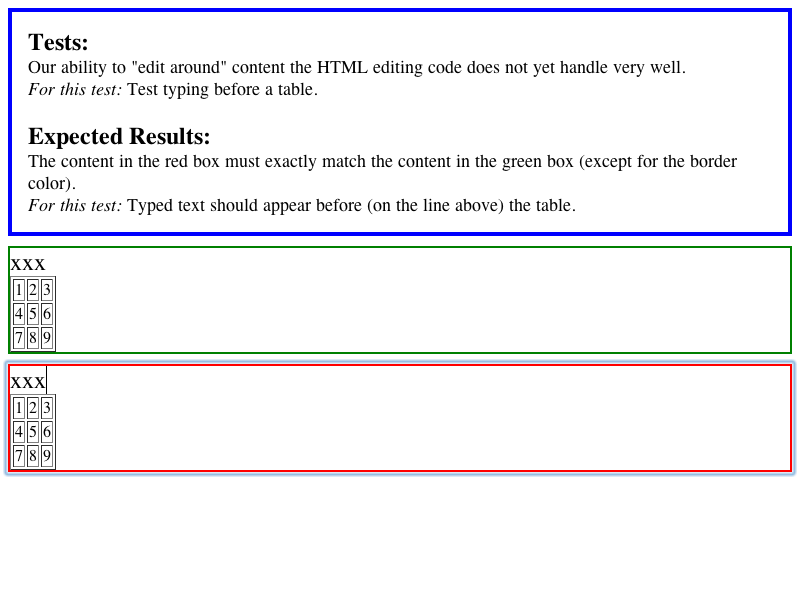 Tests:
Our ability to "edit around" content the HTML editing code does not yet handle very well.
For this test: Test typing before a table.
Expected Results:
The content in the red box must exactly match the content in the green box (except for the border
color).
For this test: Typed text should appear before (on the line above) the table.
xxx
1 2 3
4 5 6
7 8 9
xxx
1 2 3
4 5 6
7 8 9